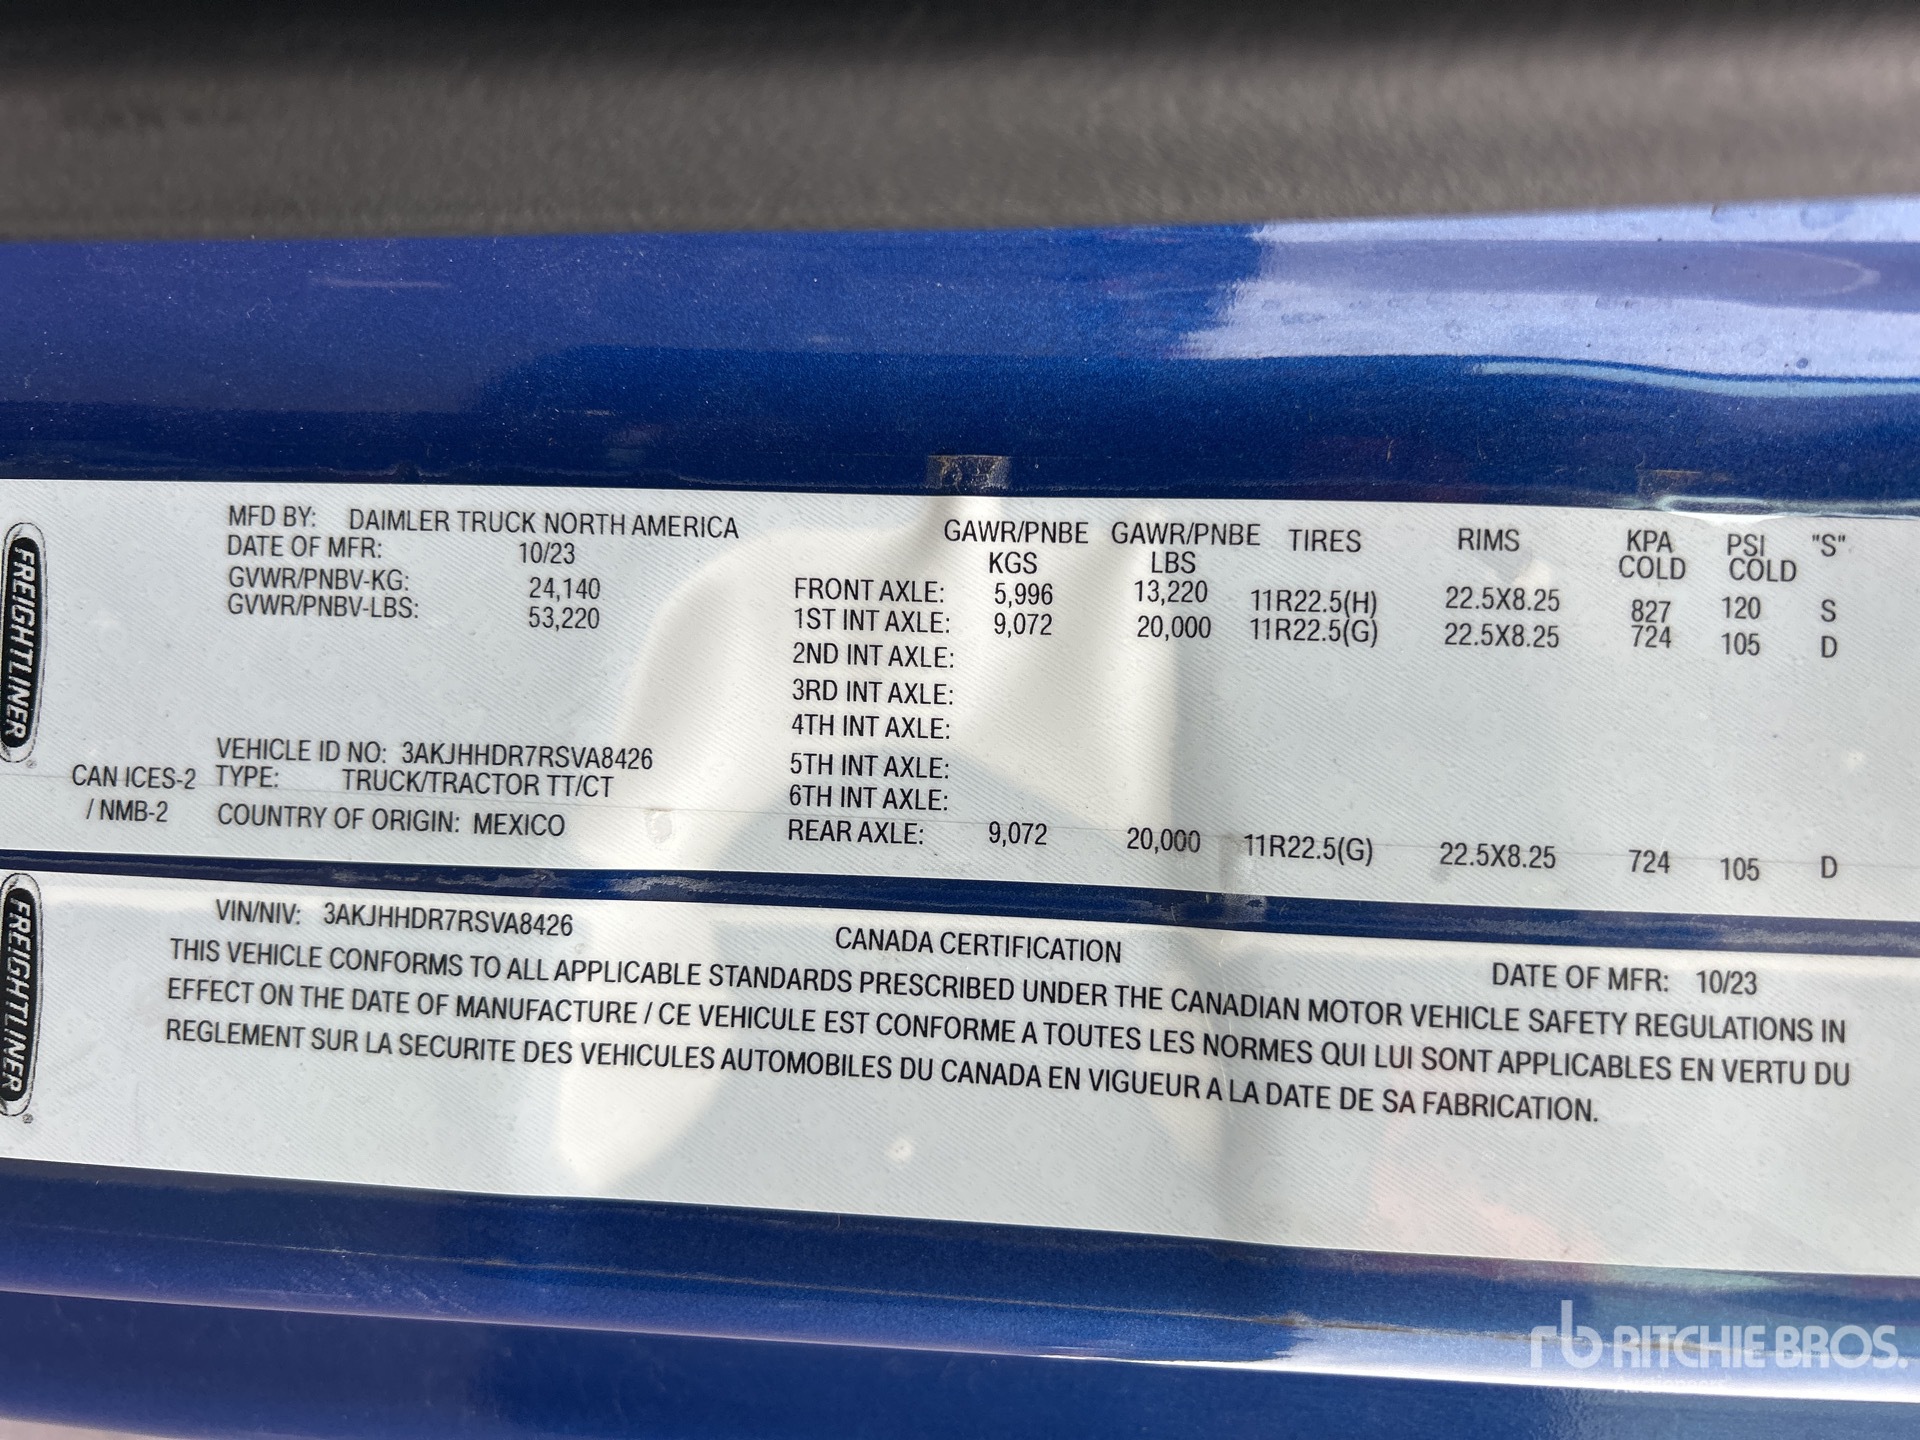 FREIGHTLINER
MFD BY: DAIMLER TRUCK NORTH AMERICA
DATE OF MFR: 10/23
GVWR/PNBV-KG: 24,140
GVWR/PNBV-LBS: 53,220
VEHICLE ID NO: 3AKJHHDR7RSVA8426
CAN ICES-2 TYPE: TRUCK/TRACTOR TT/CT
/ NMB-2 COUNTRY OF ORIGIN: MEXICO
GAWR/PNBE GAWR/PNBE TIRES RIMS KPA PSI "S"
KGS LBS COLD COLD
FRONT AXLE: 5,996 13,220 11R22.5(H) 22.5X8.25 827 120 S
1ST INT AXLE: 9,072 20,000 11R22.5(G) 22.5X8.25 724 105 D
2ND INT AXLE:
3RD INT AXLE:
4TH INT AXLE:
5TH INT AXLE:
6TH INT AXLE:
REAR AXLE: 9,072 20,000 11R22.5(G) 22.5X8.25 724 105 D
FREIGHTLINER
VIN/NIV: 3AKJHHDR7RSVA8426 CANADA CERTIFICATION DATE OF MFR: 10/23
THIS VEHICLE CONFORMS TO ALL APPLICABLE STANDARDS PRESCRIBED UNDER THE CANADIAN MOTOR VEHICLE SAFETY REGULATIONS IN
EFFECT ON THE DATE OF MANUFACTURE / CE VEHICULE EST CONFORME A TOUTES LES NORMES QUI LUI SONT APPLICABLES EN VERTU DU
REGLEMENT SUR LA SECURITE DES VEHICULES AUTOMOBILES DU CANADA EN VIGUEUR A LA DATE DE SA FABRICATION.
rb RITCHIE BROS.